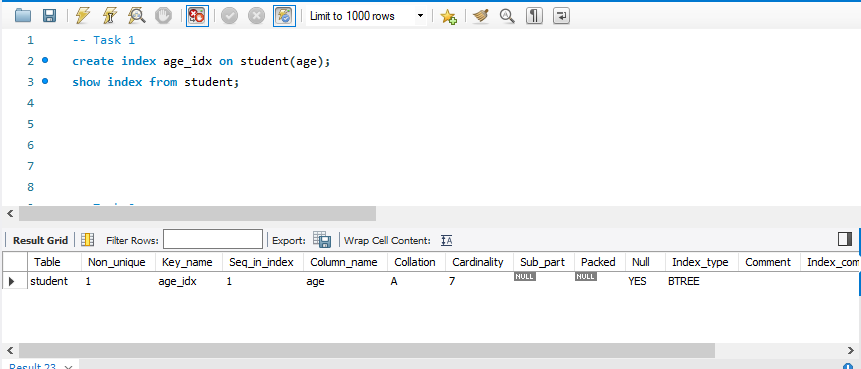 Limit to 1000 rows
1 -- Task 1
2 create index age_idx on student(age);
3 show index from student;
4
5
6
7
8
Result Grid Filter Rows: Export: Wrap Cell Content: IA
Table Non_unique Key_name Seq_in_index Column_name Collation Cardinality Sub_part Packed Null Index_type Comment Index_com
student 1 age_idx 1 age A 7 NULL NULL YES BTREE
Result 23